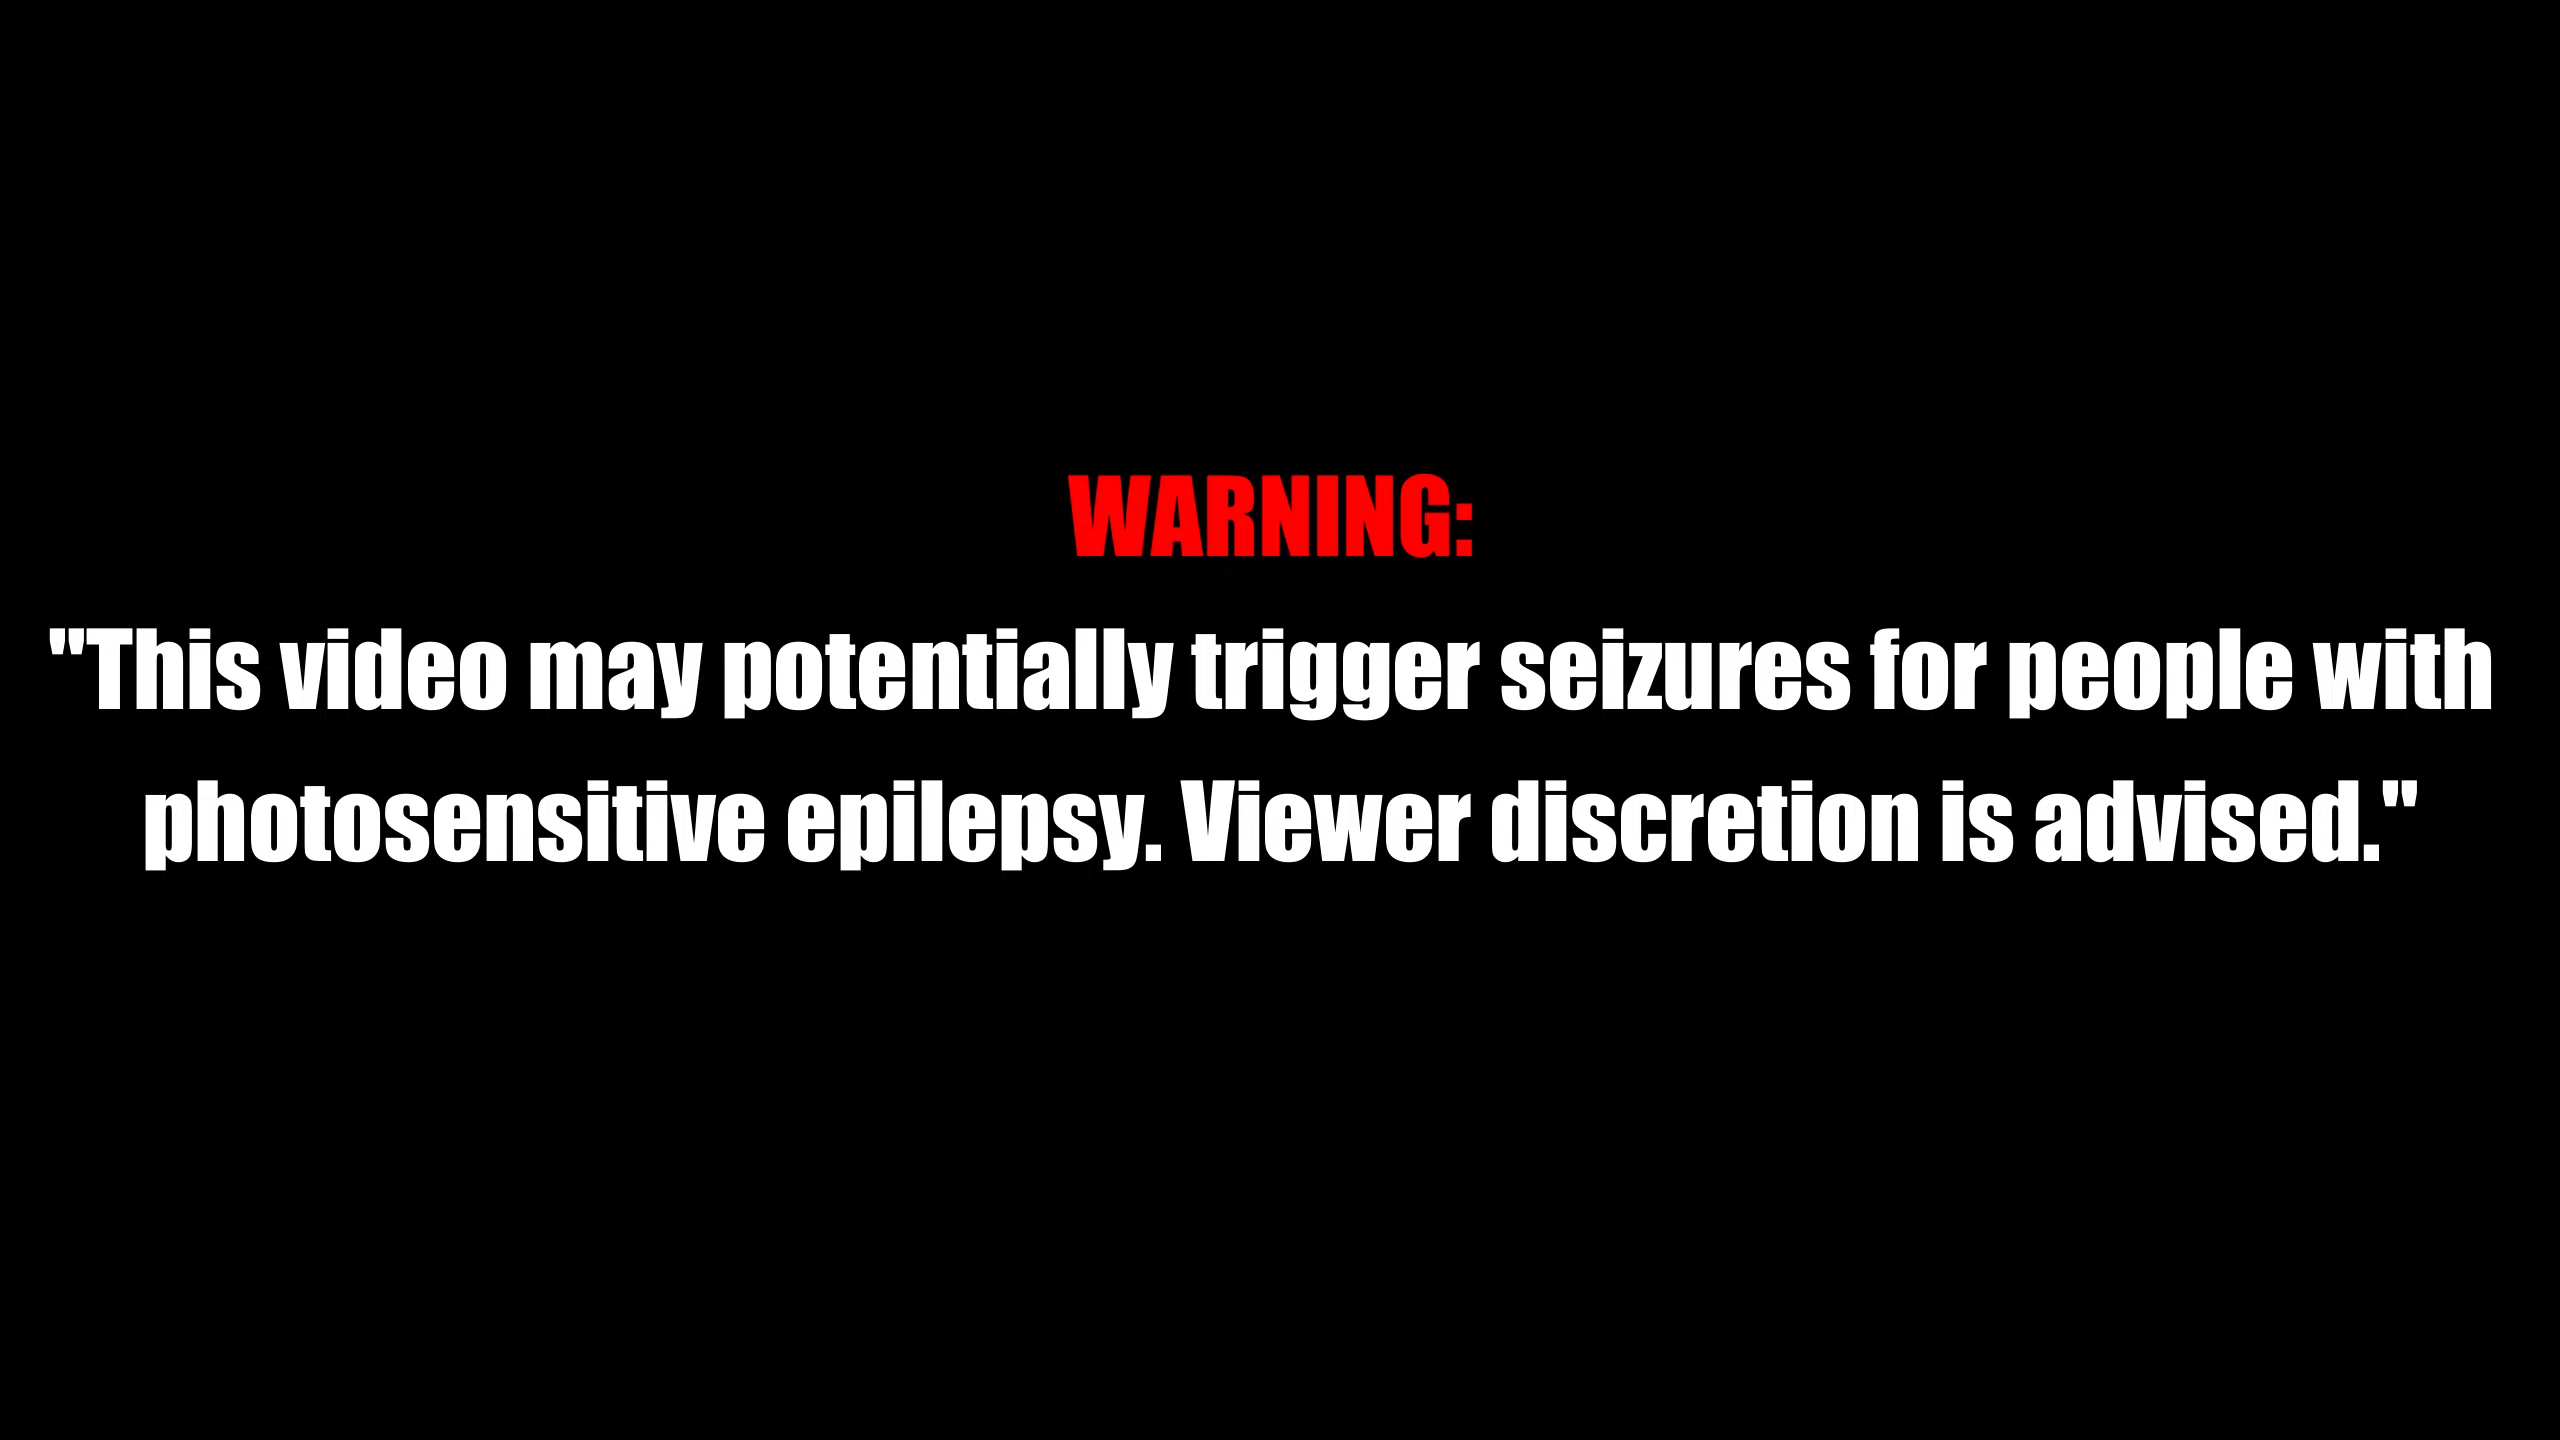 WARNING:
"This video may potentially trigger seizures for people with
photosensitive epilepsy. Viewer discretion is advised."